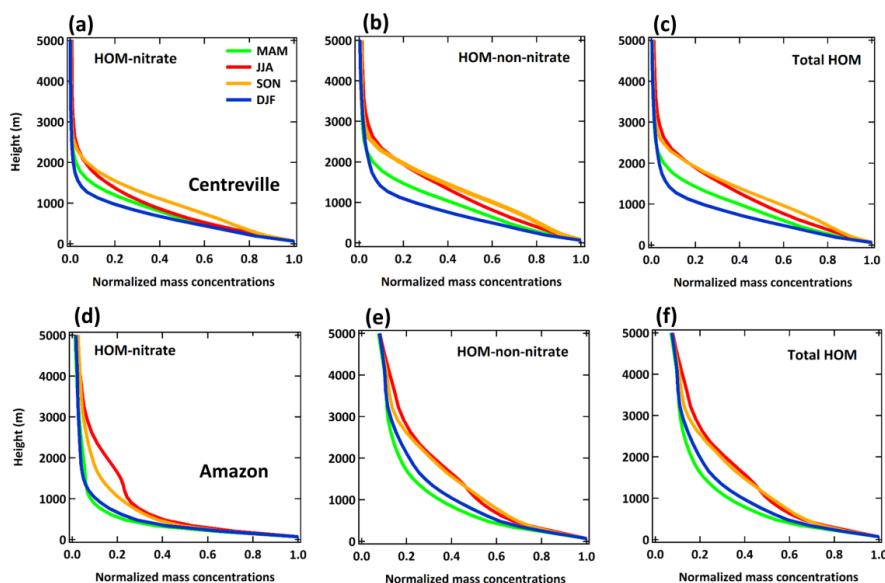 (a)
(b)
(c)
5000
4000
3000
2000
1000
0
Height (m)
HOM-nitrate
MAM
JJA
SON
DJF
Centreville
0.0 0.2 0.4 0.6 0.8 1.0
Normalized mass concentrations
5000
4000
3000
2000
1000
0
HOM-non-nitrate
0.0 0.2 0.4 0.6 0.8 1.0
Normalized mass concentrations
5000
4000
3000
2000
1000
0
Total HOM
0.0 0.2 0.4 0.6 0.8 1.0
Normalized mass concentrations
(d)
(e)
(f)
5000
4000
3000
2000
1000
0
Height (m)
HOM-nitrate
Amazon
0.0 0.2 0.4 0.6 0.8 1.0
Normalized mass concentrations
5000
4000
3000
2000
1000
0
HOM-non-nitrate
0.0 0.2 0.4 0.6 0.8 1.0
Normalized mass concentrations
5000
4000
3000
2000
1000
0
Total HOM
0.0 0.2 0.4 0.6 0.8 1.0
Normalized mass concentrations